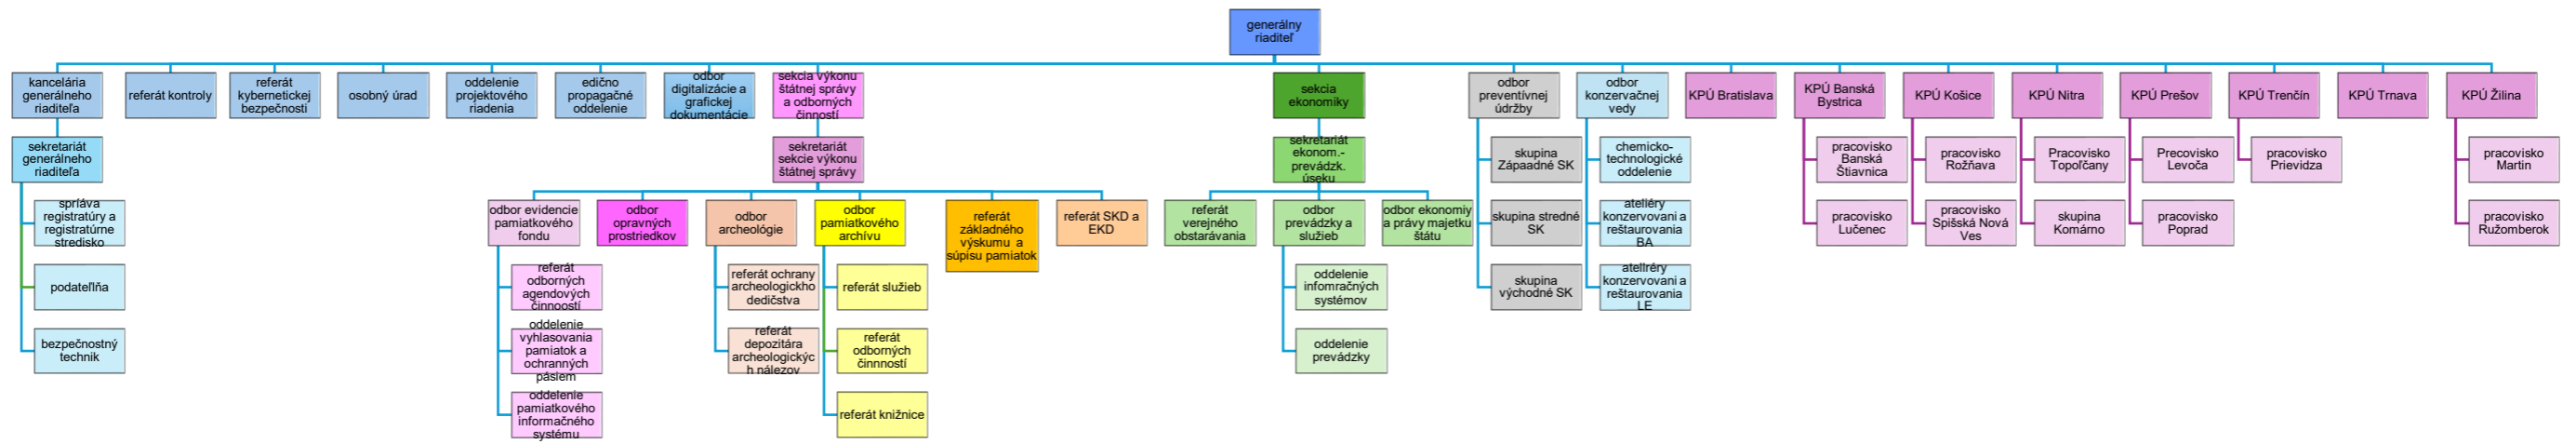 generálny
riaditeľ
kancelária
generálneho
riaditeľa
referát kontroly
referát
kybernetickej
bezpečnosti
osobný úrad
oddelenie
projektového
riadenia
edično
propagačné
oddelenie
odbor
digitalizácie a
grafickej
dokumentácie
sekcia výkonu
štátnej správy
a odborných
činností
sekcia
ekonomiky
odbor
preventívnej
údržby
odbor
konzervačnej
vedy
KPÚ Bratislava
KPÚ Banská
Bystrica
KPÚ Košice
KPÚ Nitra
KPÚ Prešov
KPÚ Trenčín
KPÚ Trnava
KPÚ Žilina
sekretariát
generálneho
riaditeľa
sekretariát
sekcie výkonu
štátnej správy
sekretariát
ekonom.-
prevádzk.
úseku
skupina
Západné SK
chemicko-
technologické
oddelenie
pracovisko
Banská
Štiavnica
pracovisko
Rožňava
Pracovisko
Topoľčany
Precovisko
Levoča
pracovisko
Prievidza
pracovisko
Martin
správa
registratúry a
registratúrne
stredisko
odbor evidencie
pamiatkového
fondu
odbor
opravných
prostriedkov
odbor
archeológie
odbor
pamiatkového
archívu
referát
základného
výskumu a
súpisu pamiatok
referát SKD a
EKD
referát
verejného
obstarávania
odbor
prevádzky a
služieb
odbor ekonomiy
a právy majetku
štátu
skupina stredné
SK
ateliéry
konzervovani a
reštaurovania
BA
pracovisko
Lučenec
pracovisko
Spišská Nová
Ves
skupina
Komárno
pracovisko
Poprad
pracovisko
Ružomberok
podateľňa
referát
odborných
agendových
činností
referát ochrany
archeologickho
dedičstva
referát služieb
oddelenie
infomračných
systémov
skupina
východné SK
atellréry
konzervovani a
reštaurovania
LE
bezpečnostný
technik
oddelenie
vyhlasovania
pamiatok a
ochranných
pásiem
referát
depozitára
archeologickýc
h nálezov
referát
odborných
činnností
oddelenie
prevádzky
oddelenie
pamiatkového
informačného
systému
referát knižnice